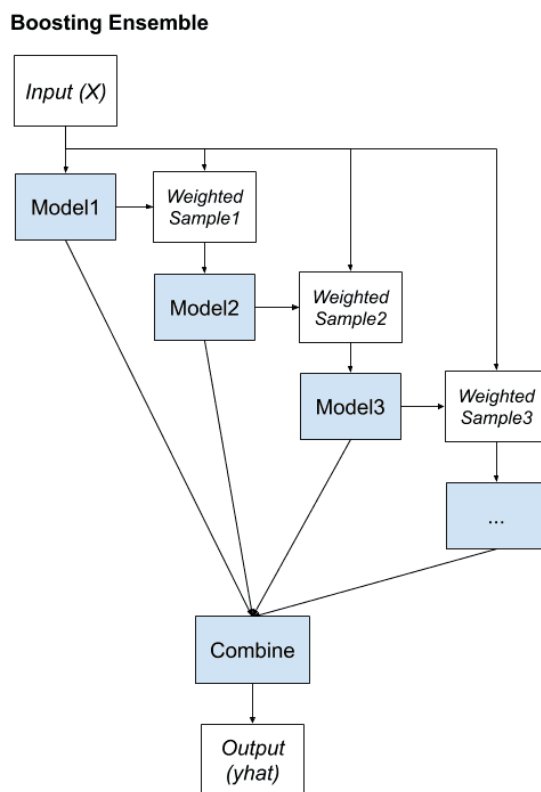 Boosting Ensemble
Input (X)
Model1
Weighted
Sample1
Model2
Weighted
Sample2
Model3
Weighted
Sample3
...
Combine
Output
(yhat)